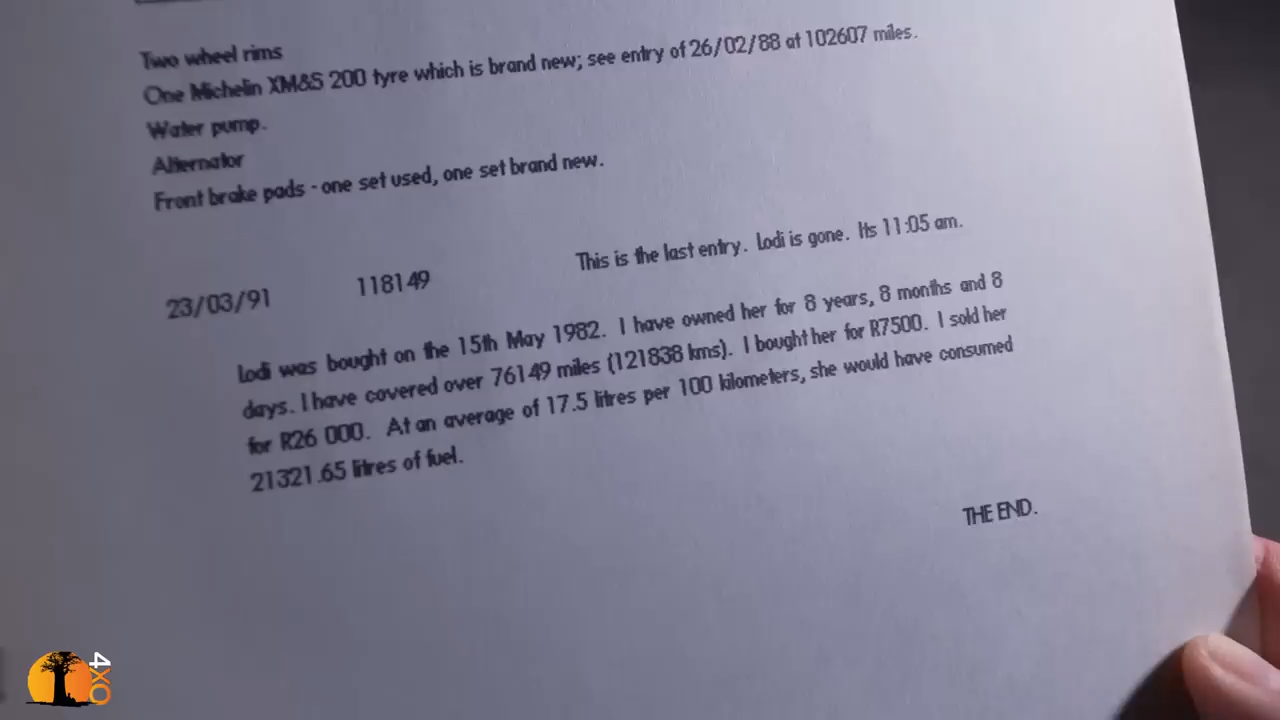 Two wheel rims
One Michelin XM&S 200 tyre which is brand new; see entry of 26/02/88 at 102607 miles.
Water pump.
Alternator
Front brake pads - one set used, one set brand new.
23/03/91 118149 This is the last entry. Lodi is gone. Its 11:05 am.
Lodi was bought on the 15th May 1982. I have owned her for 8 years, 8 months and 8
days. I have covered over 76149 miles (121838 kms). I bought her for R7500. I sold her
for R26 000. At an average of 17.5 litres per 100 kilometers, she would have consumed
21321.65 litres of fuel.
THE END.
4XO